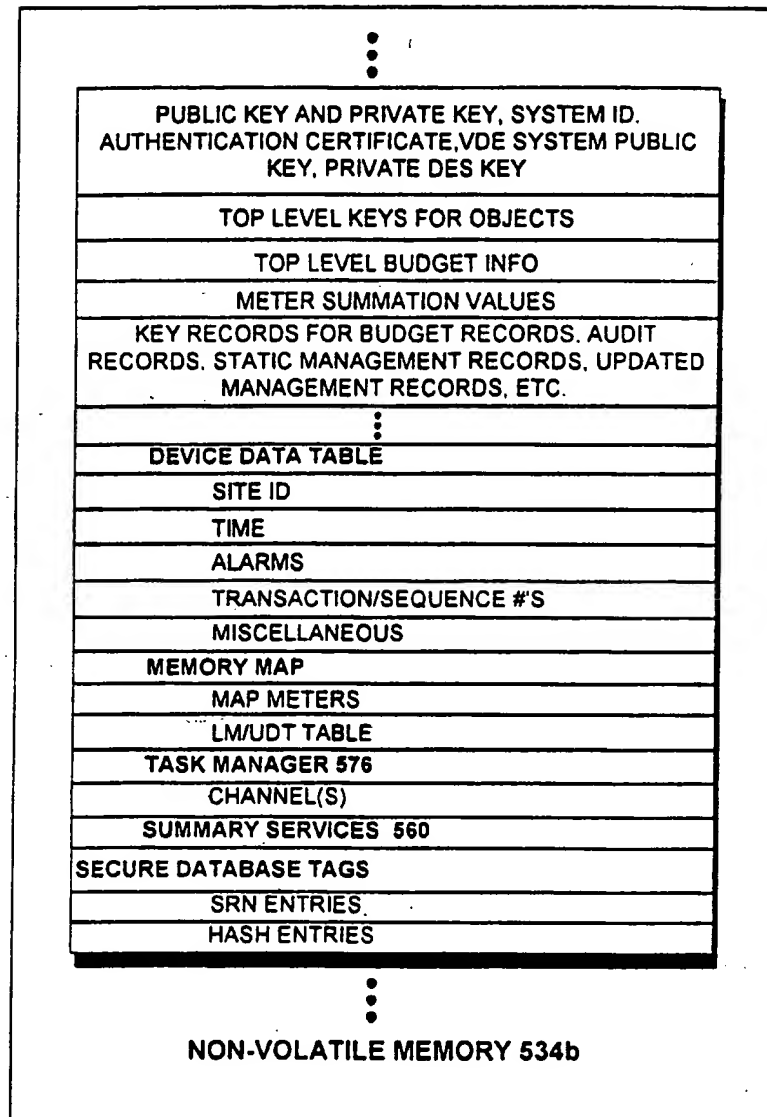 PUBLIC KEY AND PRIVATE KEY, SYSTEM ID.
AUTHENTICATION CERTIFICATE,VDE SYSTEM PUBLIC
KEY, PRIVATE DES KEY
TOP LEVEL KEYS FOR OBJECTS
TOP LEVEL BUDGET INFO
METER SUMMATION VALUES
KEY RECORDS FOR BUDGET RECORDS. AUDIT
RECORDS. STATIC MANAGEMENT RECORDS, UPDATED
MANAGEMENT RECORDS, ETC.
DEVICE DATA TABLE
SITE ID
TIME
ALARMS
TRANSACTION/SEQUENCE #'S
MISCELLANEOUS
MEMORY MAP
MAP METERS
LM/UDT TABLE
TASK MANAGER 576
CHANNEL(S)
SUMMARY SERVICES 560
SECURE DATABASE TAGS
SRN ENTRIES
HASH ENTRIES
NON-VOLATILE MEMORY 534b